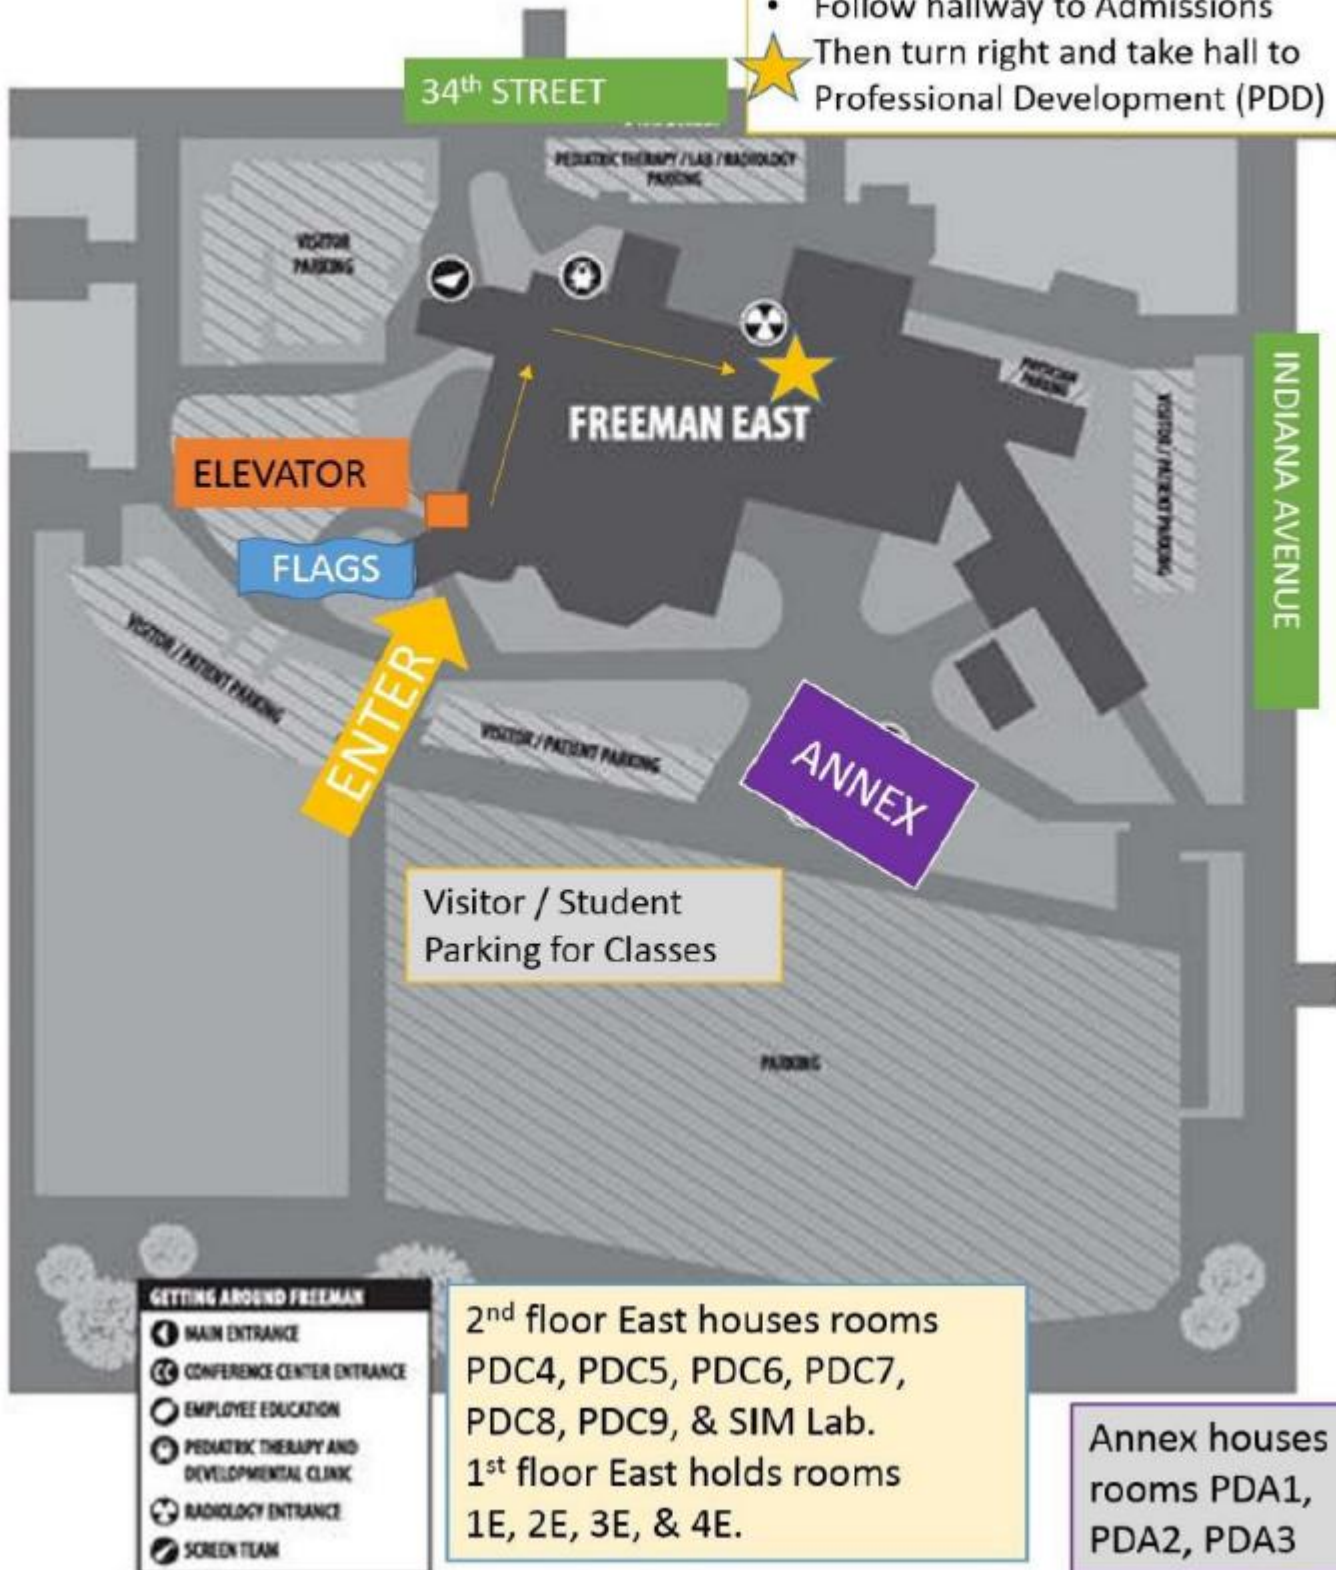 • Follow hallway to Admissions
Then turn right and take hall to
Professional Development (PDD)
34th STREET
PEDIATRIC THERAPY / LAB / RADIOLOGY
PARKING
VISITOR
PARKING
PHYSICIAN
PARKING
VISITOR / PATIENT PARKING
INDIANA AVENUE
FREEMAN EAST
ELEVATOR
FLAGS
VISITOR / PATIENT PARKING
ENTER
VISITOR / PATIENT PARKING
ANNEX
Visitor / Student
Parking for Classes
PARKING
GETTING AROUND FREEMAN
MAIN ENTRANCE
CONFERENCE CENTER ENTRANCE
EMPLOYEE EDUCATION
PEDIATRIC THERAPY AND
DEVELOPMENTAL CLINIC
RADIOLOGY ENTRANCE
SCREEN TEAM
2nd floor East houses rooms
PDC4, PDC5, PDC6, PDC7,
PDC8, PDC9, & SIM Lab.
1st floor East holds rooms
1E, 2E, 3E, & 4E.
Annex houses
rooms PDA1,
PDA2, PDA3